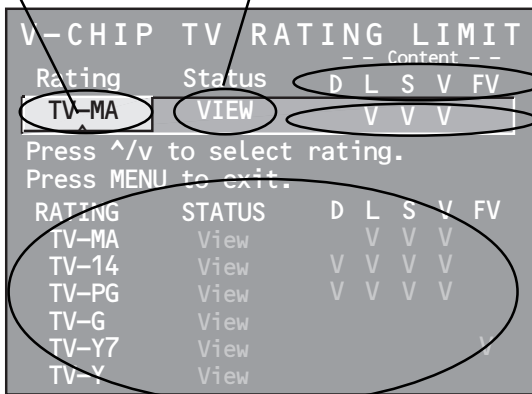 V-CHIP TV RATING LIMIT
– – Content – –
Rating Status D L S V FV
TV-MA VIEW V V V
Press ^/v to select rating.
Press MENU to exit.
RATING STATUS D L S V FV
TV-MA View V V V
TV-14 View V V V V
TV-PG View V V V V
TV-G View
TV-Y7 View V
TV-Y View